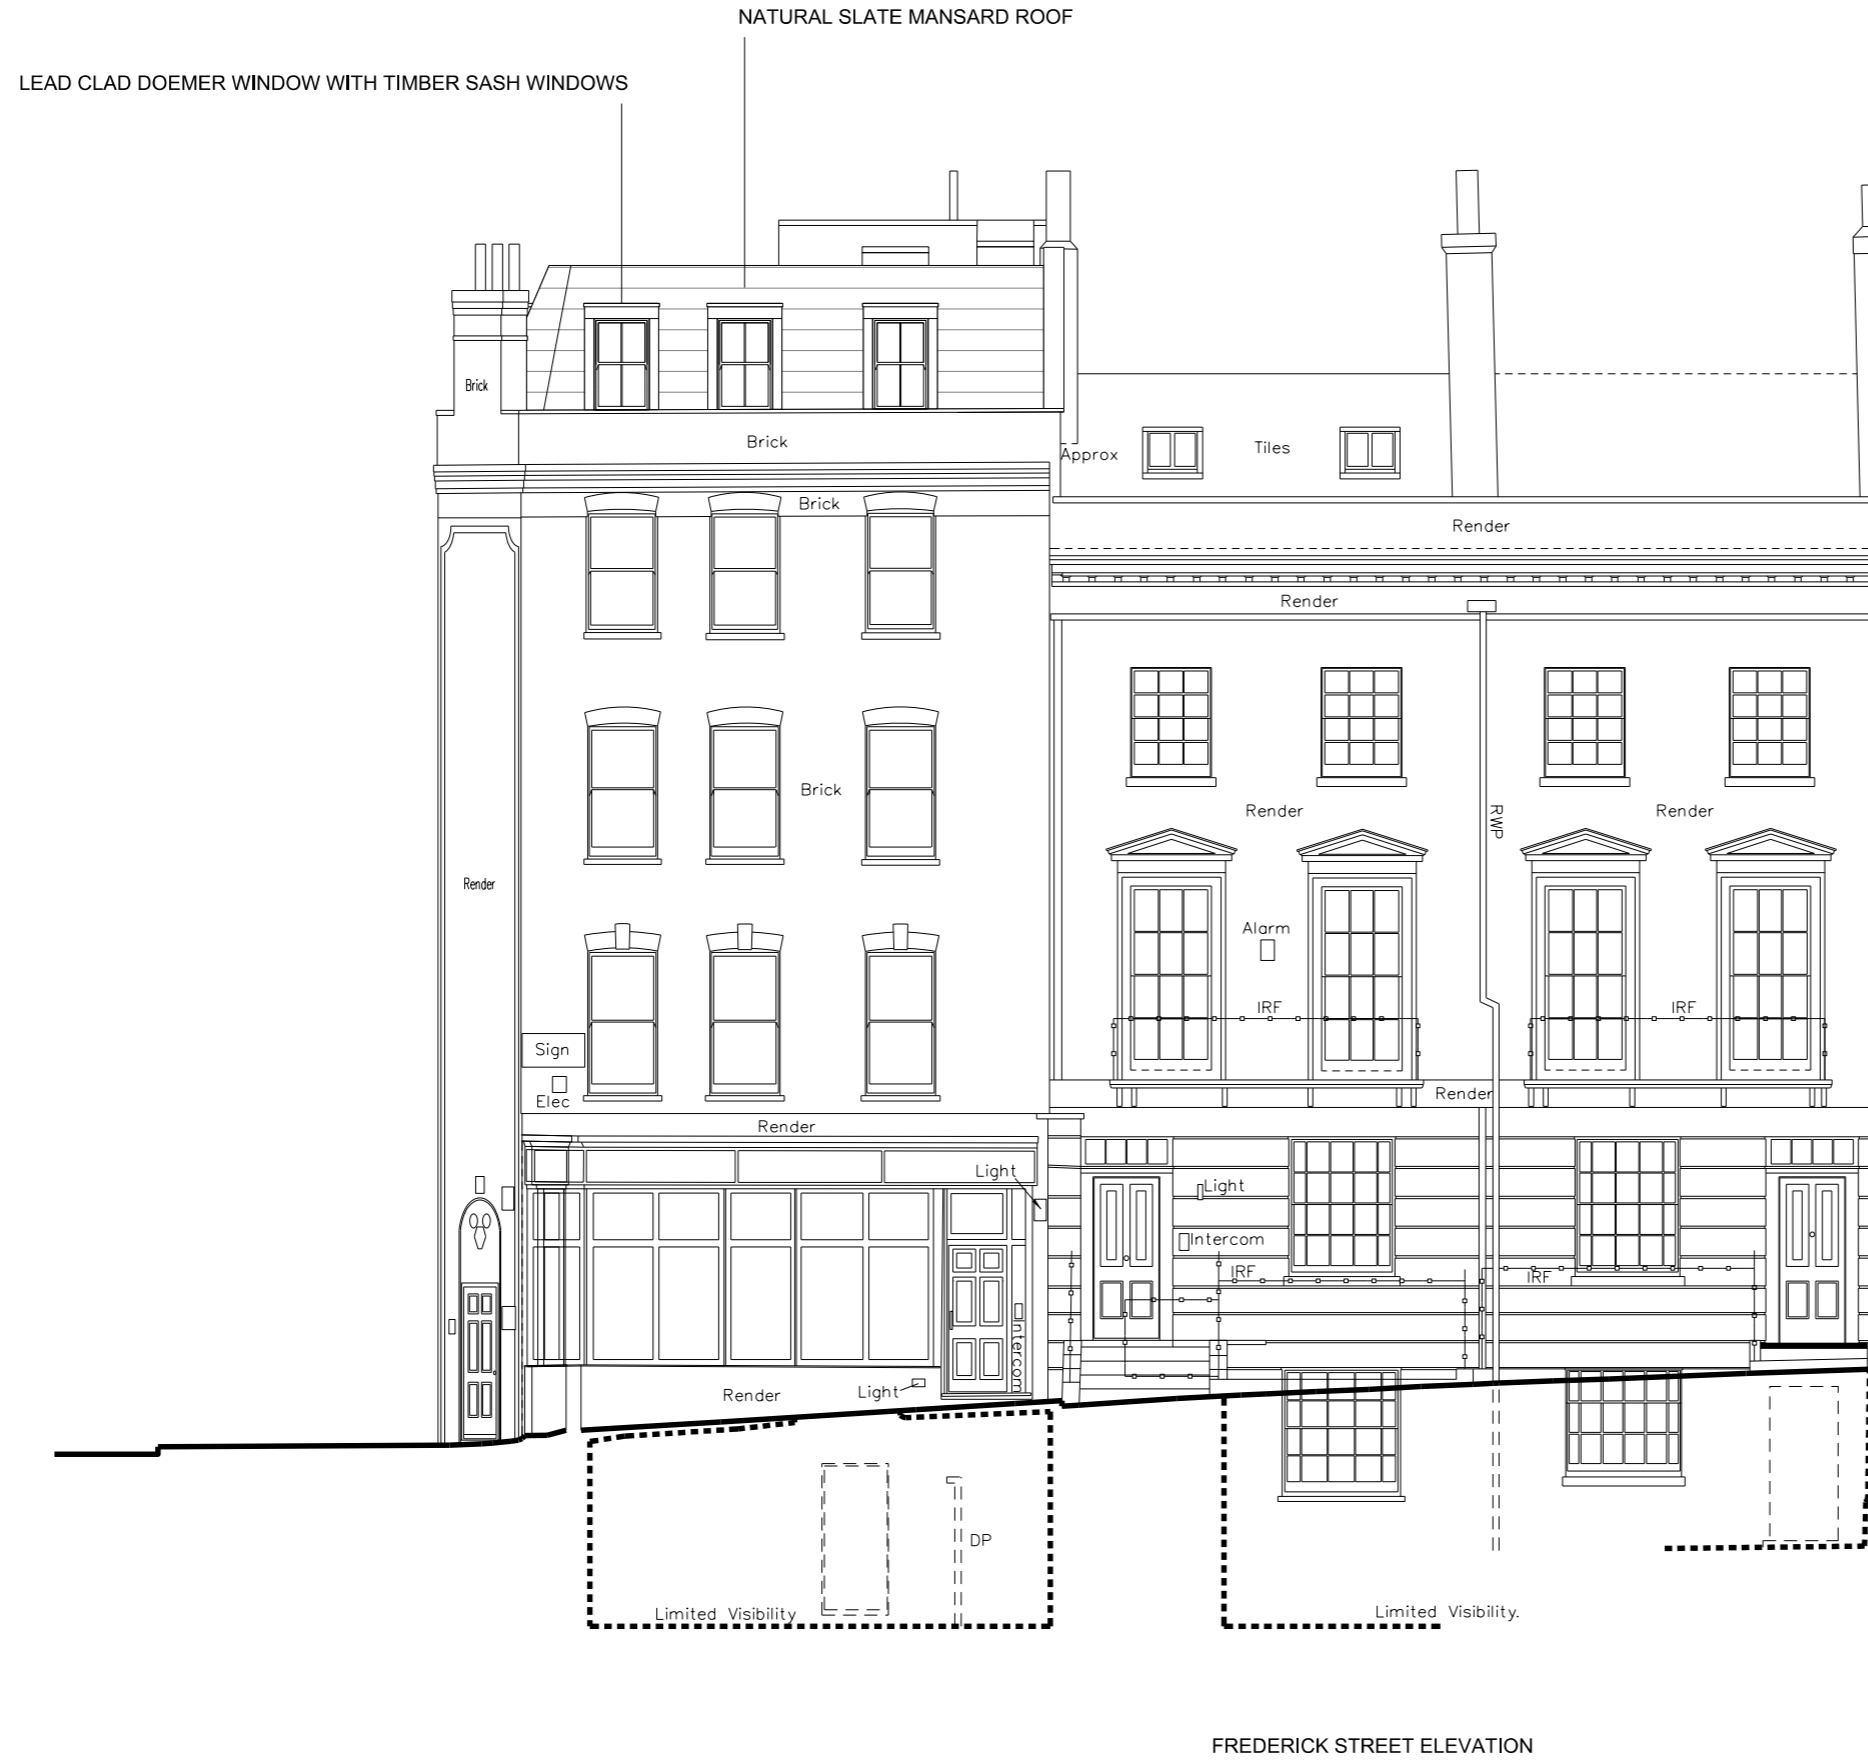 NATURAL SLATE MANSARD ROOF
LEAD CLAD DOEMER WINDOW WITH TIMBER SASH WINDOWS
Brick
Brick
Approx
Tiles
Brick
Render
Render
Brick
Render
RWP
Render
Render
Alarm
IRF
IRF
Sign
Elec
Render
Render
Light
Light
Intercom
IRF
IRF
Intercom
Render
Light
DP
Limited Visibility
Limited Visibility.
FREDERICK STREET ELEVATION